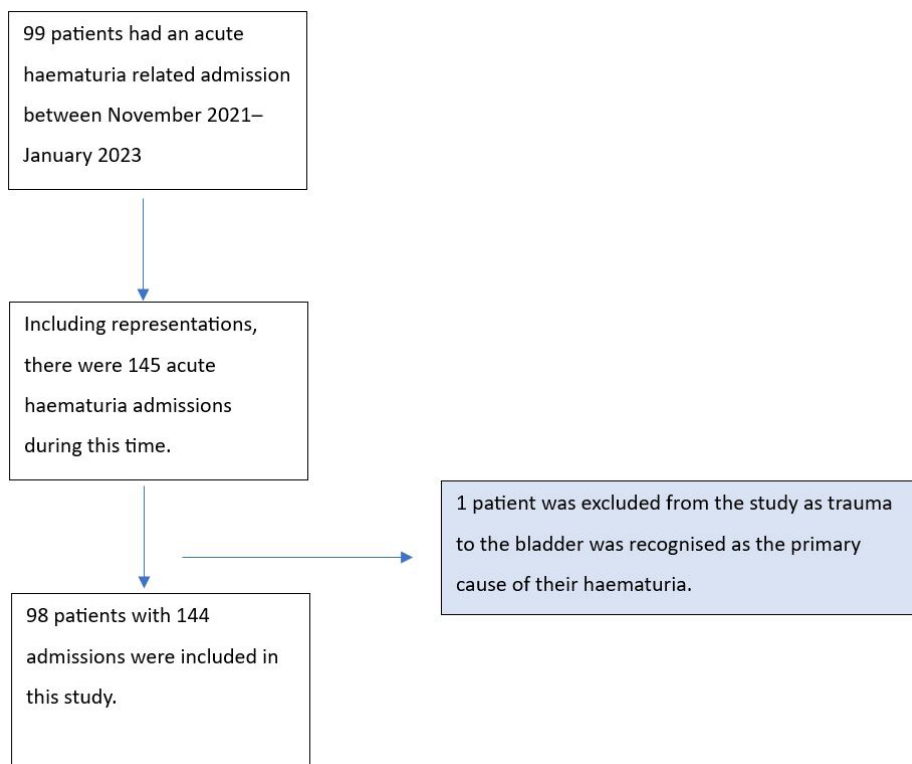 99 patients had an acute
haematuria related admission
between November 2021–
January 2023
Including representations,
there were 145 acute
haematuria admissions
during this time.
1 patient was excluded from the study as trauma
to the bladder was recognised as the primary
cause of their haematuria.
98 patients with 144
admissions were included in
this study.